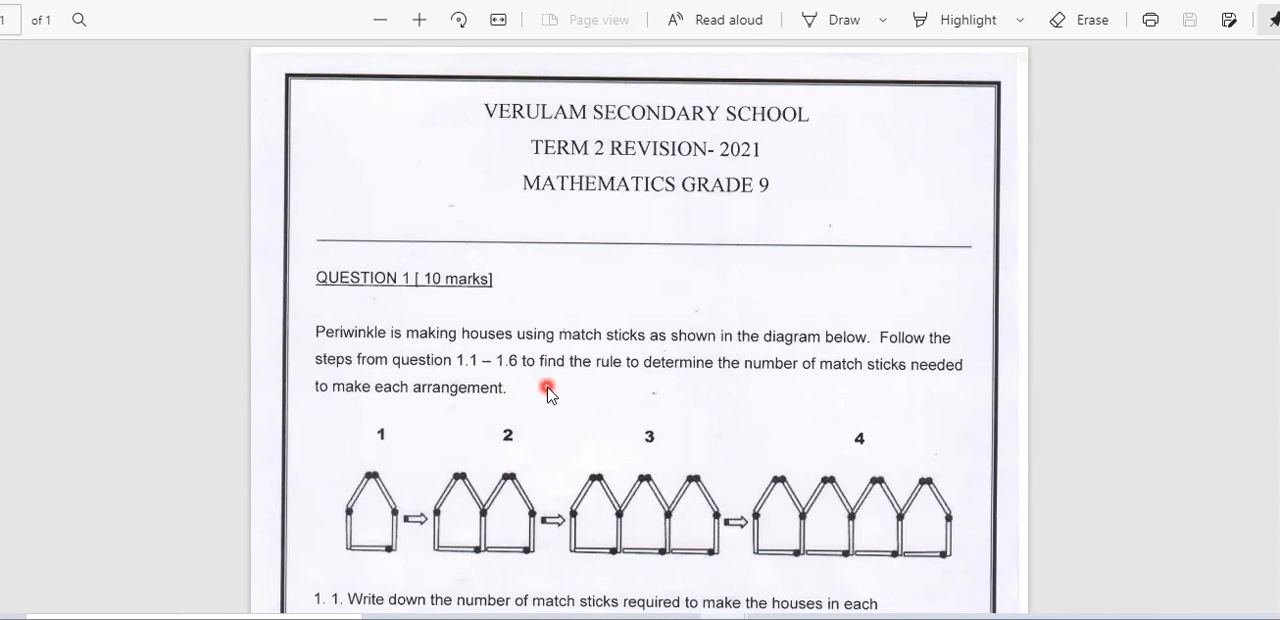 1 of 1 Page view Read aloud Draw Highlight Erase
VERULAM SECONDARY SCHOOL
TERM 2 REVISION- 2021
MATHEMATICS GRADE 9
QUESTION 1 [ 10 marks]
Periwinkle is making houses using match sticks as shown in the diagram below. Follow the
steps from question 1.1 – 1.6 to find the rule to determine the number of match sticks needed
to make each arrangement.
1 2 3 4
1. 1. Write down the number of match sticks required to make the houses in each